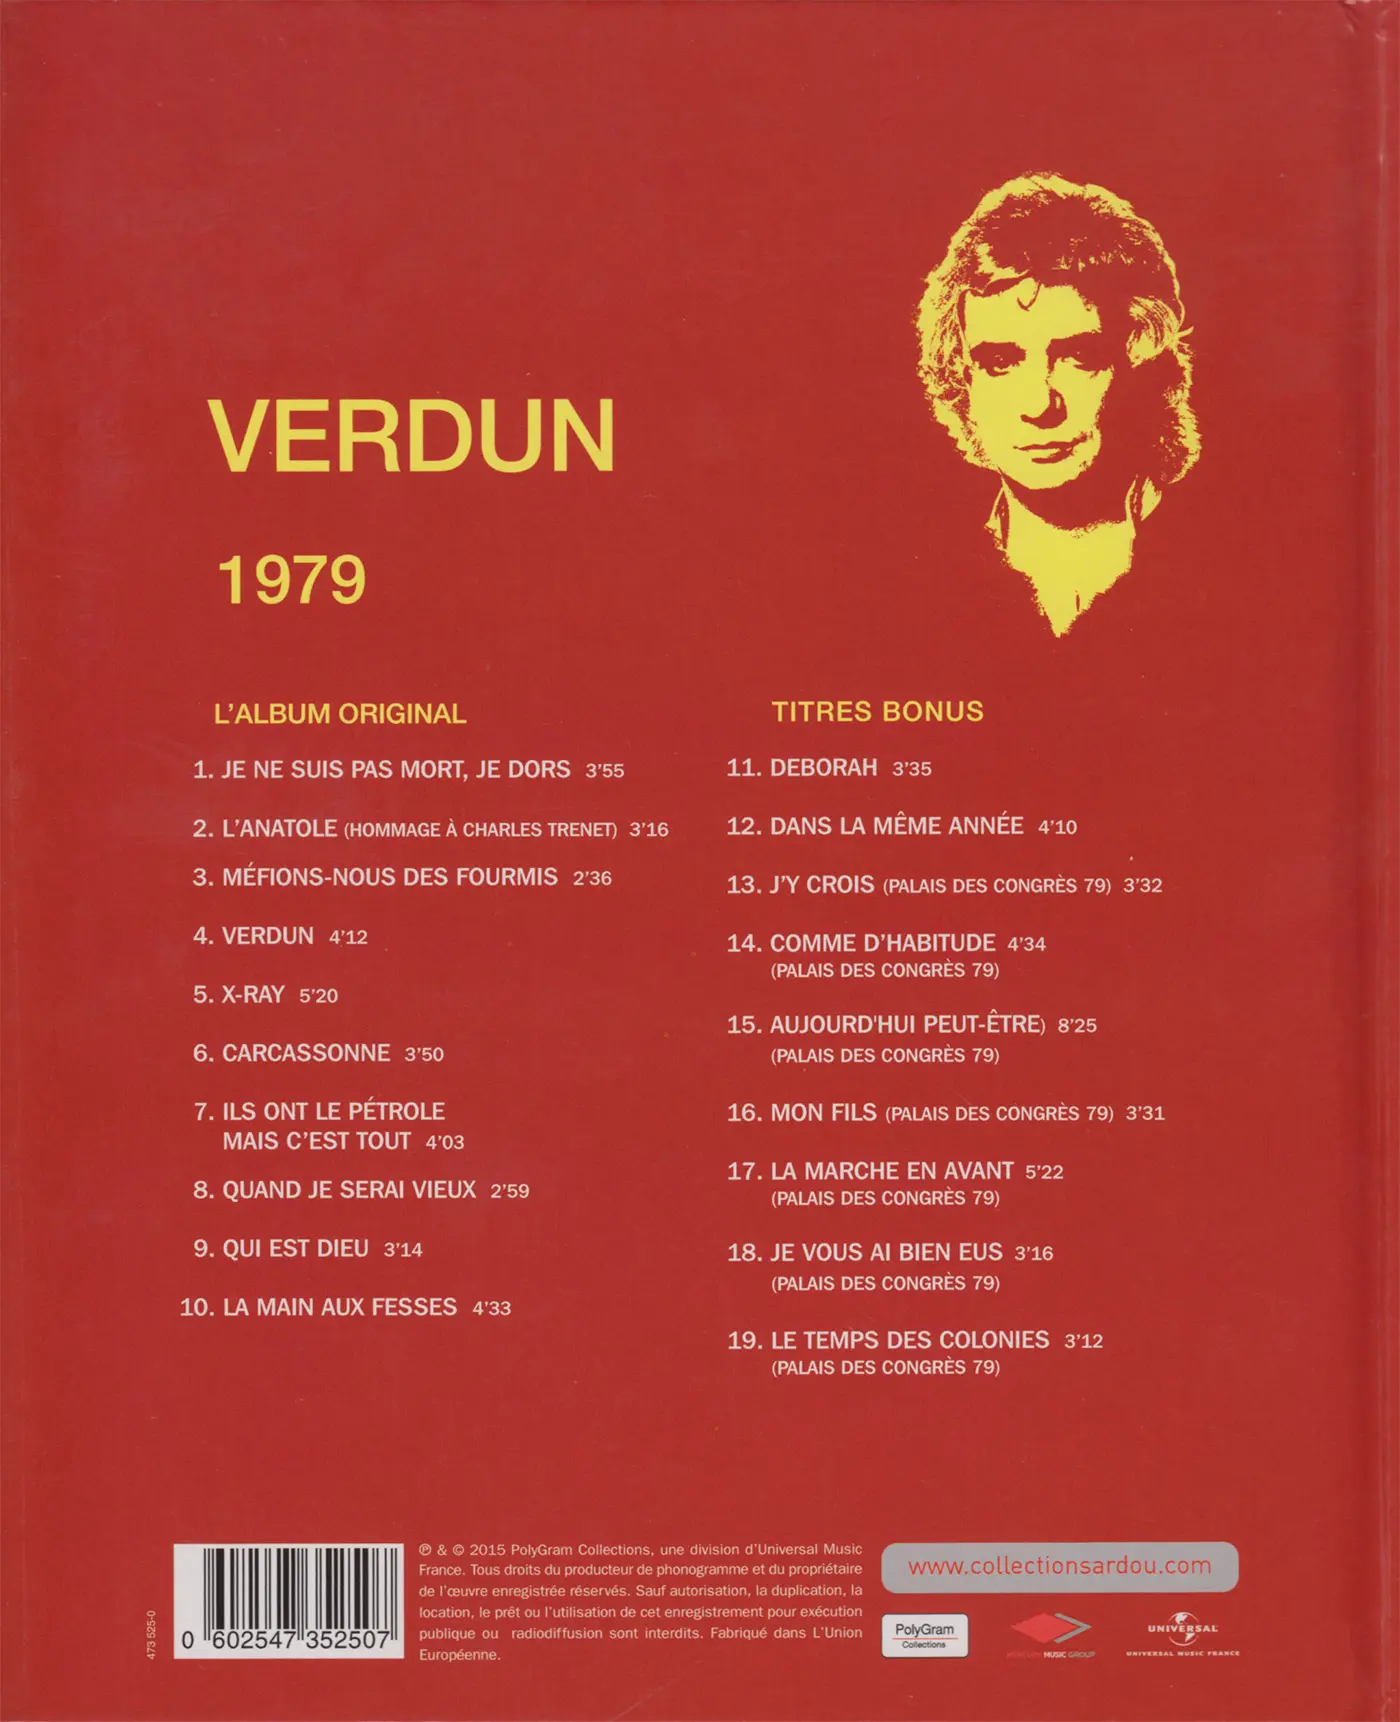 VERDUN
1979
L'ALBUM ORIGINAL
1. JE NE SUIS PAS MORT, JE DORS 3'55
2. L'ANATOLE (HOMMAGE À CHARLES TRENET) 3'16
3. MÉFIONS-NOUS DES FOURMIS 2'36
4. VERDUN 4'12
5. X-RAY 5'20
6. CARCASSONNE 3'50
7. ILS ONT LE PÉTROLE
MAIS C'EST TOUT 4'03
8. QUAND JE SERAI VIEUX 2'59
9. QUI EST DIEU 3'14
10. LA MAIN AUX FESSES 4'33
TITRES BONUS
11. DEBORAH 3'35
12. DANS LA MÊME ANNÉE 4'10
13. J'Y CROIS (PALAIS DES CONGRÈS 79) 3'32
14. COMME D'HABITUDE 4'34
(PALAIS DES CONGRÈS 79)
15. AUJOURD'HUI PEUT-ÊTRE) 8'25
(PALAIS DES CONGRÈS 79)
16. MON FILS (PALAIS DES CONGRÈS 79) 3'31
17. LA MARCHE EN AVANT 5'22
(PALAIS DES CONGRÈS 79)
18. JE VOUS AI BIEN EUS 3'16
(PALAIS DES CONGRÈS 79)
19. LE TEMPS DES COLONIES 3'12
(PALAIS DES CONGRÈS 79)
473 525-0
0 602547 352507
℗ & © 2015 PolyGram Collections, une division d'Universal Music
France. Tous droits du producteur de phonogramme et du propriétaire
de l'œuvre enregistrée réservés. Sauf autorisation, la duplication, la
location, le prêt ou l'utilisation de cet enregistrement pour exécution
publique ou radiodiffusion sont interdits. Fabriqué dans L'Union
Européenne.
www.collectionsardou.com
PolyGram
Collections
MERCURY MUSIC GROUP
UNIVERSAL
UNIVERSAL MUSIC FRANCE